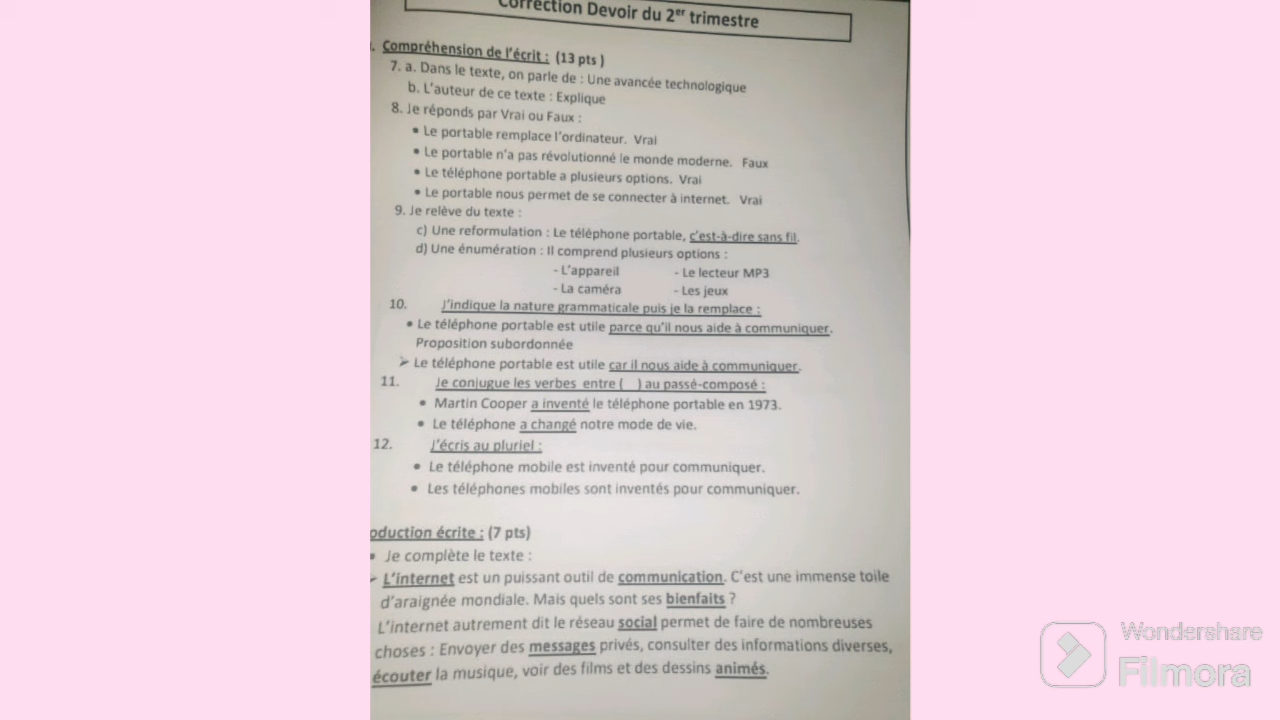 Correction Devoir du 2er trimestre
. Compréhension de l'écrit : (13 pts )
7. a. Dans le texte, on parle de : Une avancée technologique
b. L'auteur de ce texte : Explique
8. Je réponds par Vrai ou Faux :
• Le portable remplace l'ordinateur. Vrai
• Le portable n'a pas révolutionné le monde moderne. Faux
• Le téléphone portable a plusieurs options. Vrai
• Le portable nous permet de se connecter à internet. Vrai
9. Je relève du texte :
c) Une reformulation : Le téléphone portable, c'est-à-dire sans fil.
d) Une énumération : Il comprend plusieurs options :
- L'appareil - Le lecteur MP3
- La caméra - Les jeux
10. J'indique la nature grammaticale puis je la remplace :
• Le téléphone portable est utile parce qu'il nous aide à communiquer.
Proposition subordonnée
➢ Le téléphone portable est utile car il nous aide à communiquer.
11. Je conjugue les verbes entre ( ) au passé-composé :
• Martin Cooper a inventé le téléphone portable en 1973.
• Le téléphone a changé notre mode de vie.
12. J'écris au pluriel :
• Le téléphone mobile est inventé pour communiquer.
• Les téléphones mobiles sont inventés pour communiquer.
oduction écrite : (7 pts)
• Je complète le texte :
➢ L'internet est un puissant outil de communication. C'est une immense toile
d'araignée mondiale. Mais quels sont ses bienfaits ?
L'internet autrement dit le réseau social permet de faire de nombreuses
choses : Envoyer des messages privés, consulter des informations diverses,
écouter la musique, voir des films et des dessins animés.
Wondershare
Filmora